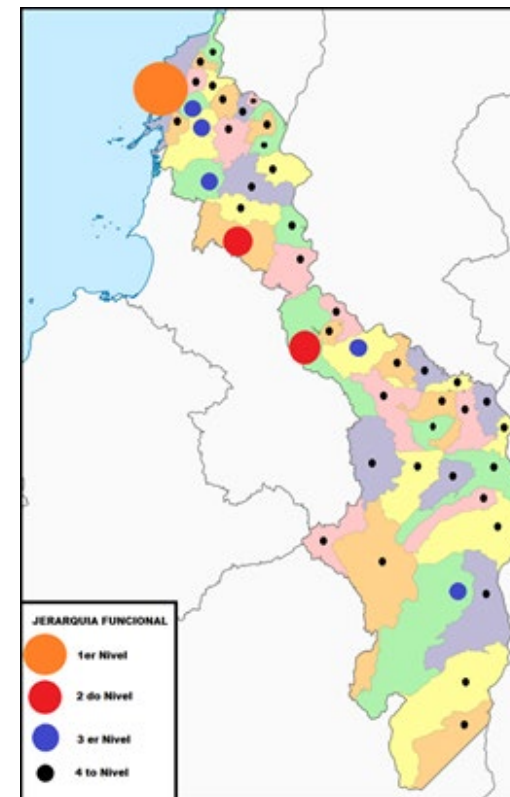 JERARQUIA FUNCIONAL
1er Nivel
2 do Nivel
3 er Nivel
4 to Nivel